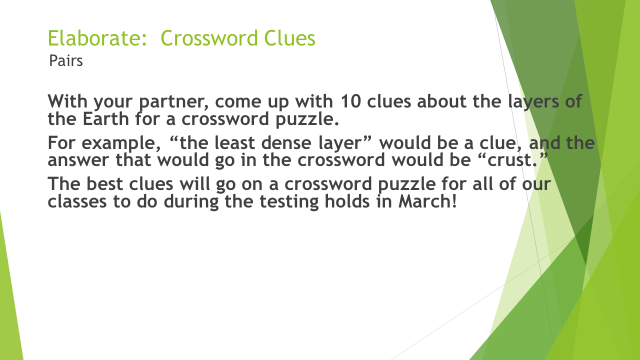 Elaborate:  Crossword Clues
Pairs
With your partner, come up with 10 clues about the layers of
the Earth for a crossword puzzle.
For example, “the least dense layer” would be a clue, and the
answer that would go in the crossword would be “crust.”
The best clues will go on a crossword puzzle for all of our
classes to do during the testing holds in March!